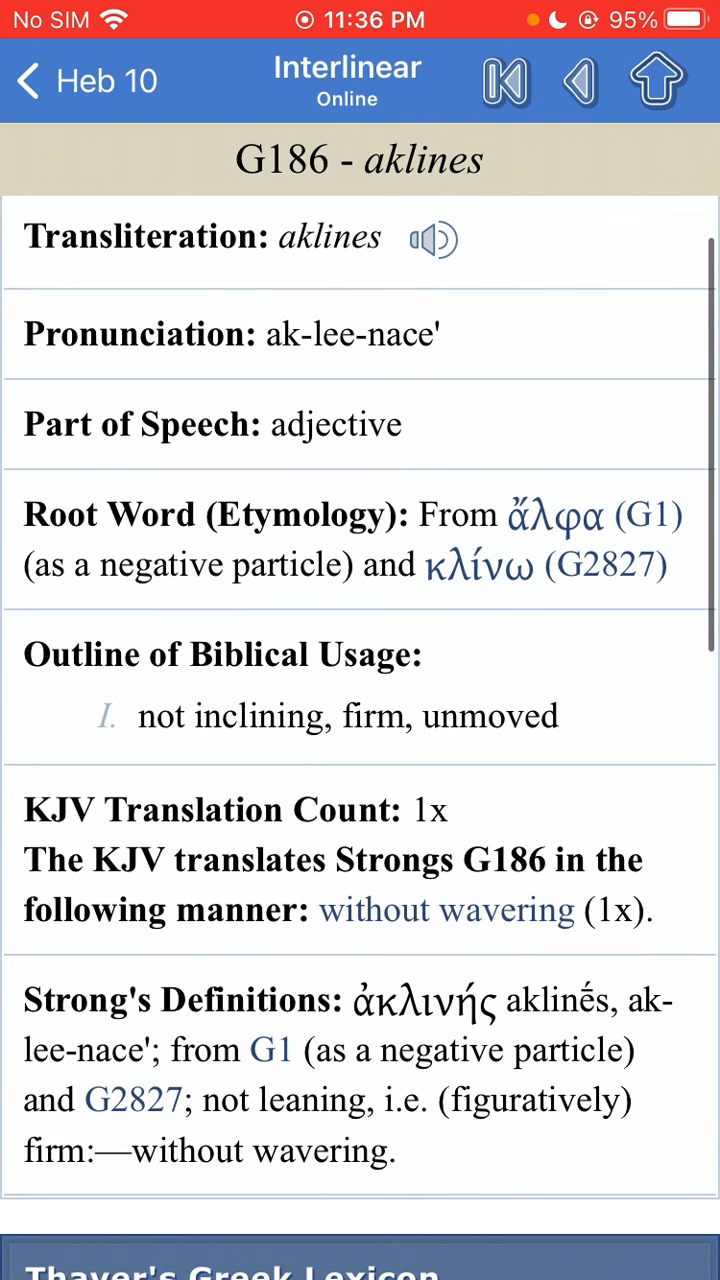 No SIM 11:36 PM 95%
Heb 10 Interlinear
Online
G186 - aklines
Transliteration: aklines
Pronunciation: ak-lee-nace'
Part of Speech: adjective
Root Word (Etymology): From ἄλφα (G1)
(as a negative particle) and κλίνω (G2827)
Outline of Biblical Usage:
I. not inclining, firm, unmoved
KJV Translation Count: 1x
The KJV translates Strongs G186 in the
following manner: without wavering (1x).
Strong's Definitions: ἀκλινής aklinḗs, ak-
lee-nace'; from G1 (as a negative particle)
and G2827; not leaning, i.e. (figuratively)
firm:—without wavering.
Thayer's Greek Lexicon